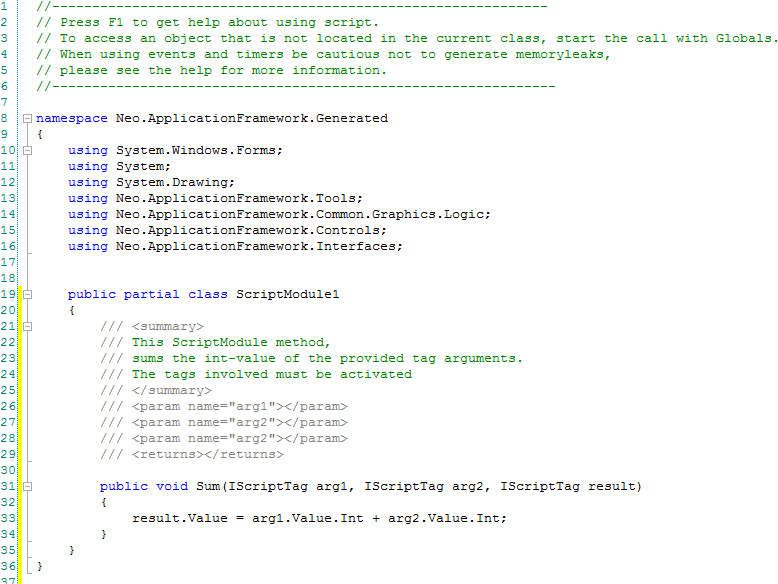 1 //--------------------------------------------------------------
2 // Press F1 to get help about using script.
3 // To access an object that is not located in the current class, start the call with Globals.
4 // When using events and timers be cautious not to generate memoryleaks,
5 // please see the help for more information.
6 //---------------------------------------------------------------
7
8 namespace Neo.ApplicationFramework.Generated
9 {
10 using System.Windows.Forms;
11 using System;
12 using System.Drawing;
13 using Neo.ApplicationFramework.Tools;
14 using Neo.ApplicationFramework.Common.Graphics.Logic;
15 using Neo.ApplicationFramework.Controls;
16 using Neo.ApplicationFramework.Interfaces;
17
18
19 public partial class ScriptModule1
20 {
21 /// <summary>
22 /// This ScriptModule method,
23 /// sums the int-value of the provided tag arguments.
24 /// The tags involved must be activated
25 /// </summary>
26 /// <param name="arg1"></param>
27 /// <param name="arg2"></param>
28 /// <param name="arg2"></param>
29 /// <returns></returns>
30
31 public void Sum(IScriptTag arg1, IScriptTag arg2, IScriptTag result)
32 {
33 result.Value = arg1.Value.Int + arg2.Value.Int;
34 }
35 }
36 }
37